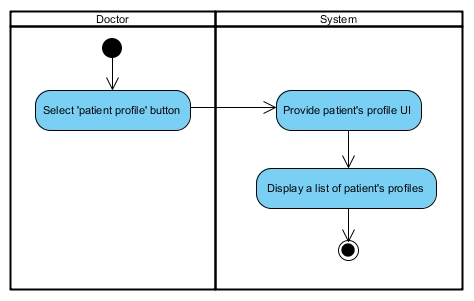 Doctor
System
Select 'patient profile' button
Provide patient's profile UI
Display a list of patient's profiles